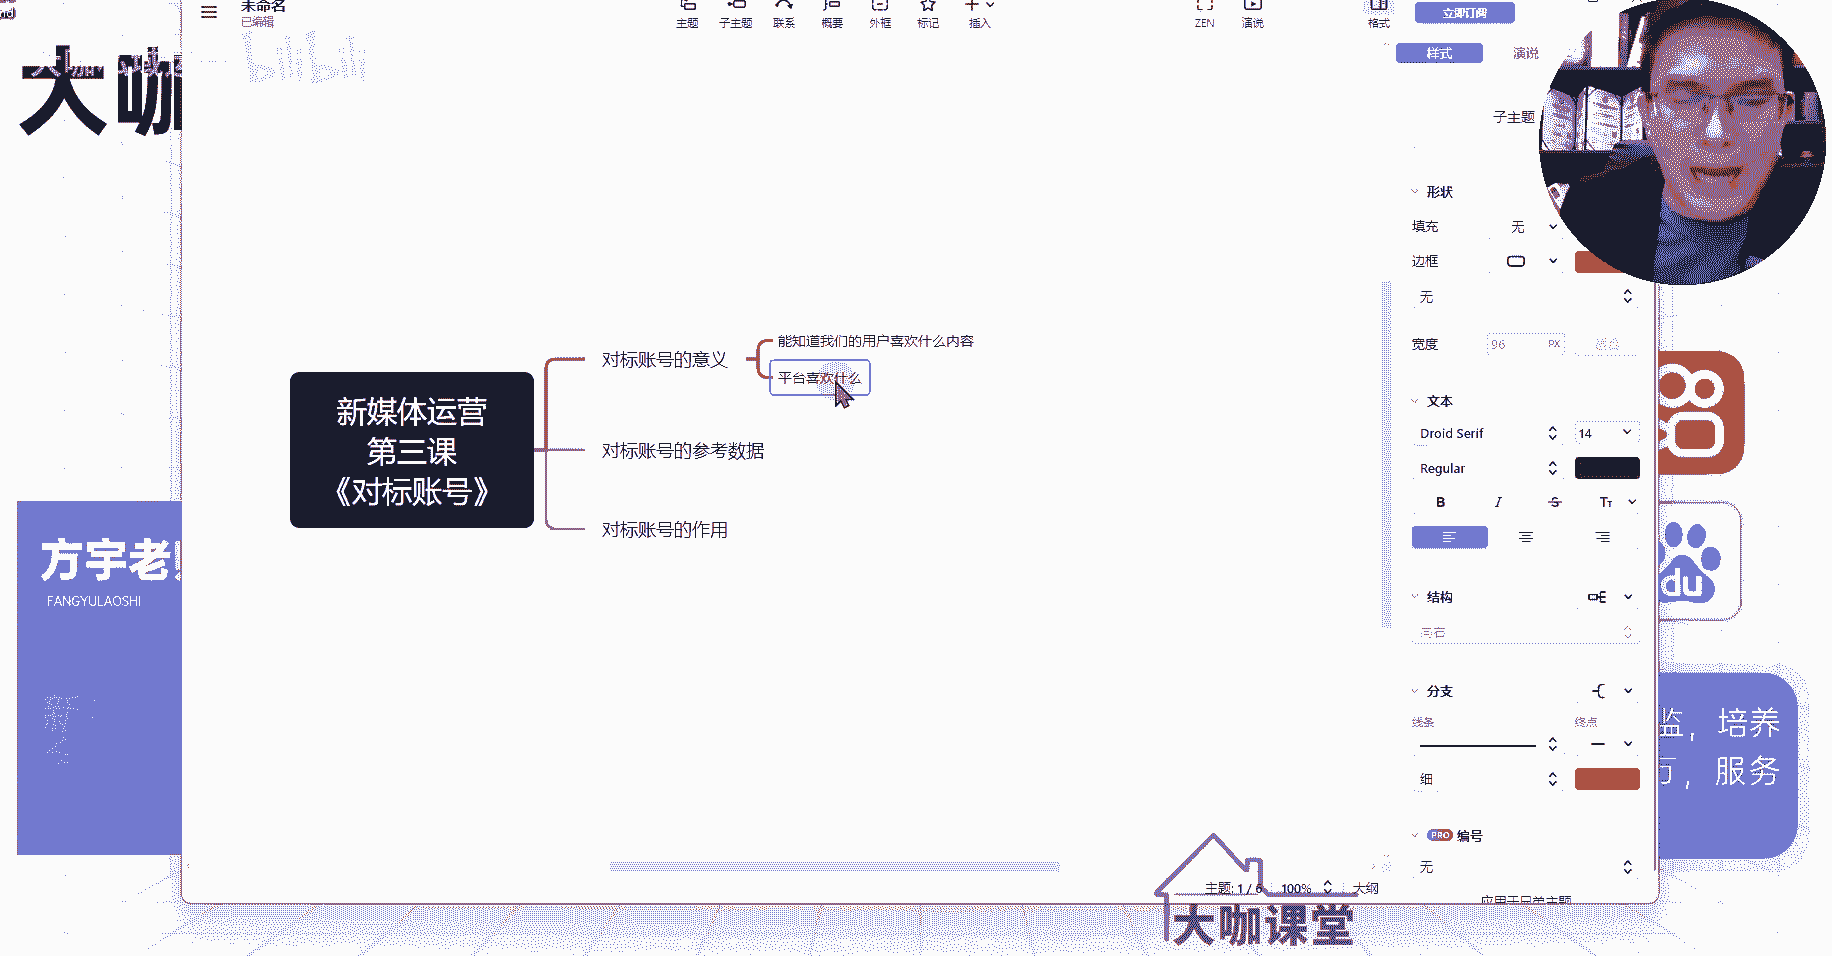 未命名
已编辑
主题
子主题
联系
概要
外框
标记
插入
ZEN
演说
格式
立即订阅
bilibili
大咖
样式
演说
子主题
形状
填充
无
边框
无
宽度
96
PX
能知道我们的用户喜欢什么内容
对标账号的意义
平台喜欢什么
新媒体运营
第三课
《对标账号》
对标账号的参考数据
对标账号的作用
文本
Droid Serif
14
Regular
B
I
S
TT
方宇老
FANGYULAOSHI
du
结构
向右
分支
线条
终点
细
监，培养
万，服务
PRO 编号
无
主题: 1 / 6
100%
大纲
应用于兄弟主题
大咖课堂